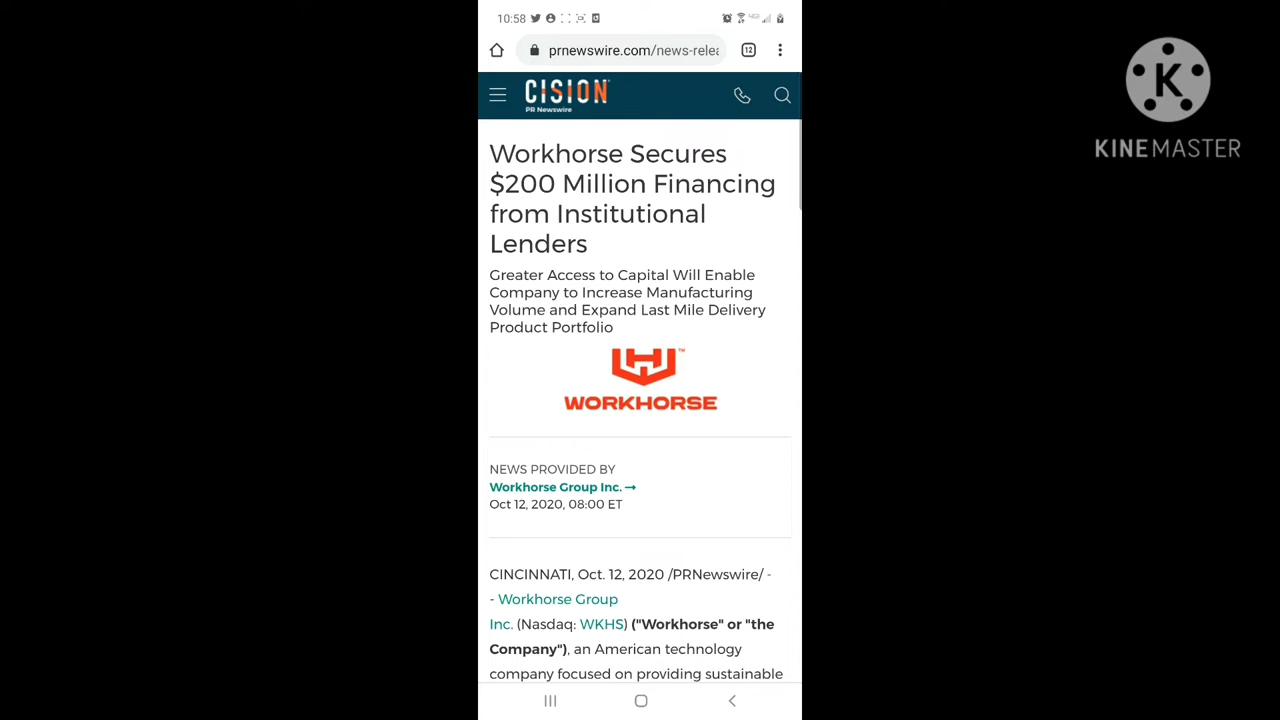 10:58
prnewswire.com/news-relea
12
CISION
PR Newswire
K
KINEMASTER
Workhorse Secures
$200 Million Financing
from Institutional
Lenders
Greater Access to Capital Will Enable
Company to Increase Manufacturing
Volume and Expand Last Mile Delivery
Product Portfolio
WORKHORSE™
NEWS PROVIDED BY
Workhorse Group Inc. →
Oct 12, 2020, 08:00 ET
CINCINNATI, Oct. 12, 2020 /PRNewswire/ -
- Workhorse Group
Inc. (Nasdaq: WKHS) ("Workhorse" or "the
Company"), an American technology
company focused on providing sustainable